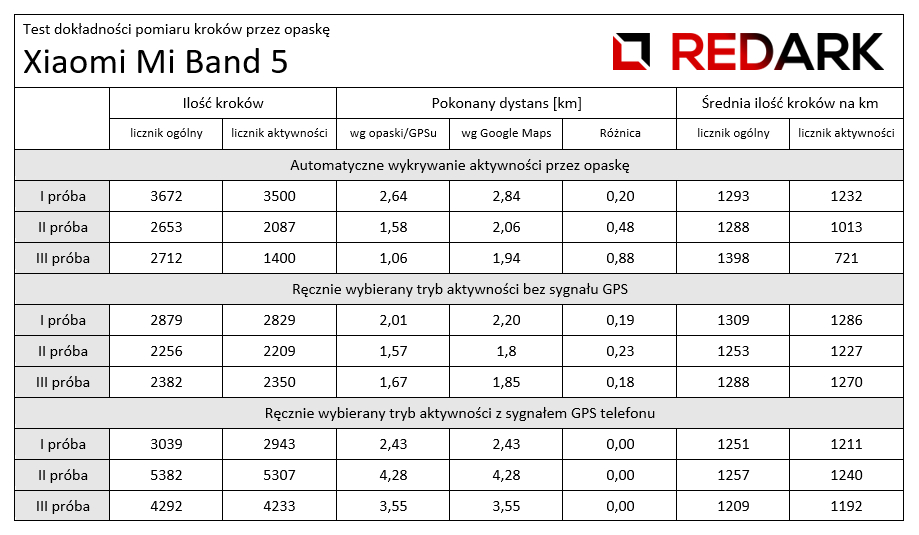 Test dokładności pomiaru kroków przez opaskę
Xiaomi Mi Band 5
REDARK
Ilość kroków Pokonany dystans [km] Średnia ilość kroków na km
licznik ogólny licznik aktywności wg opaski/GPSu wg Google Maps Różnica licznik ogólny licznik aktywności
Automatyczne wykrywanie aktywności przez opaskę
I próba 3672 3500 2,64 2,84 0,20 1293 1232
II próba 2653 2087 1,58 2,06 0,48 1288 1013
III próba 2712 1400 1,06 1,94 0,88 1398 721
Ręcznie wybierany tryb aktywności bez sygnału GPS
I próba 2879 2829 2,01 2,20 0,19 1309 1286
II próba 2256 2209 1,57 1,8 0,23 1253 1227
III próba 2382 2350 1,67 1,85 0,18 1288 1270
Ręcznie wybierany tryb aktywności z sygnałem GPS telefonu
I próba 3039 2943 2,43 2,43 0,00 1251 1211
II próba 5382 5307 4,28 4,28 0,00 1257 1240
III próba 4292 4233 3,55 3,55 0,00 1209 1192